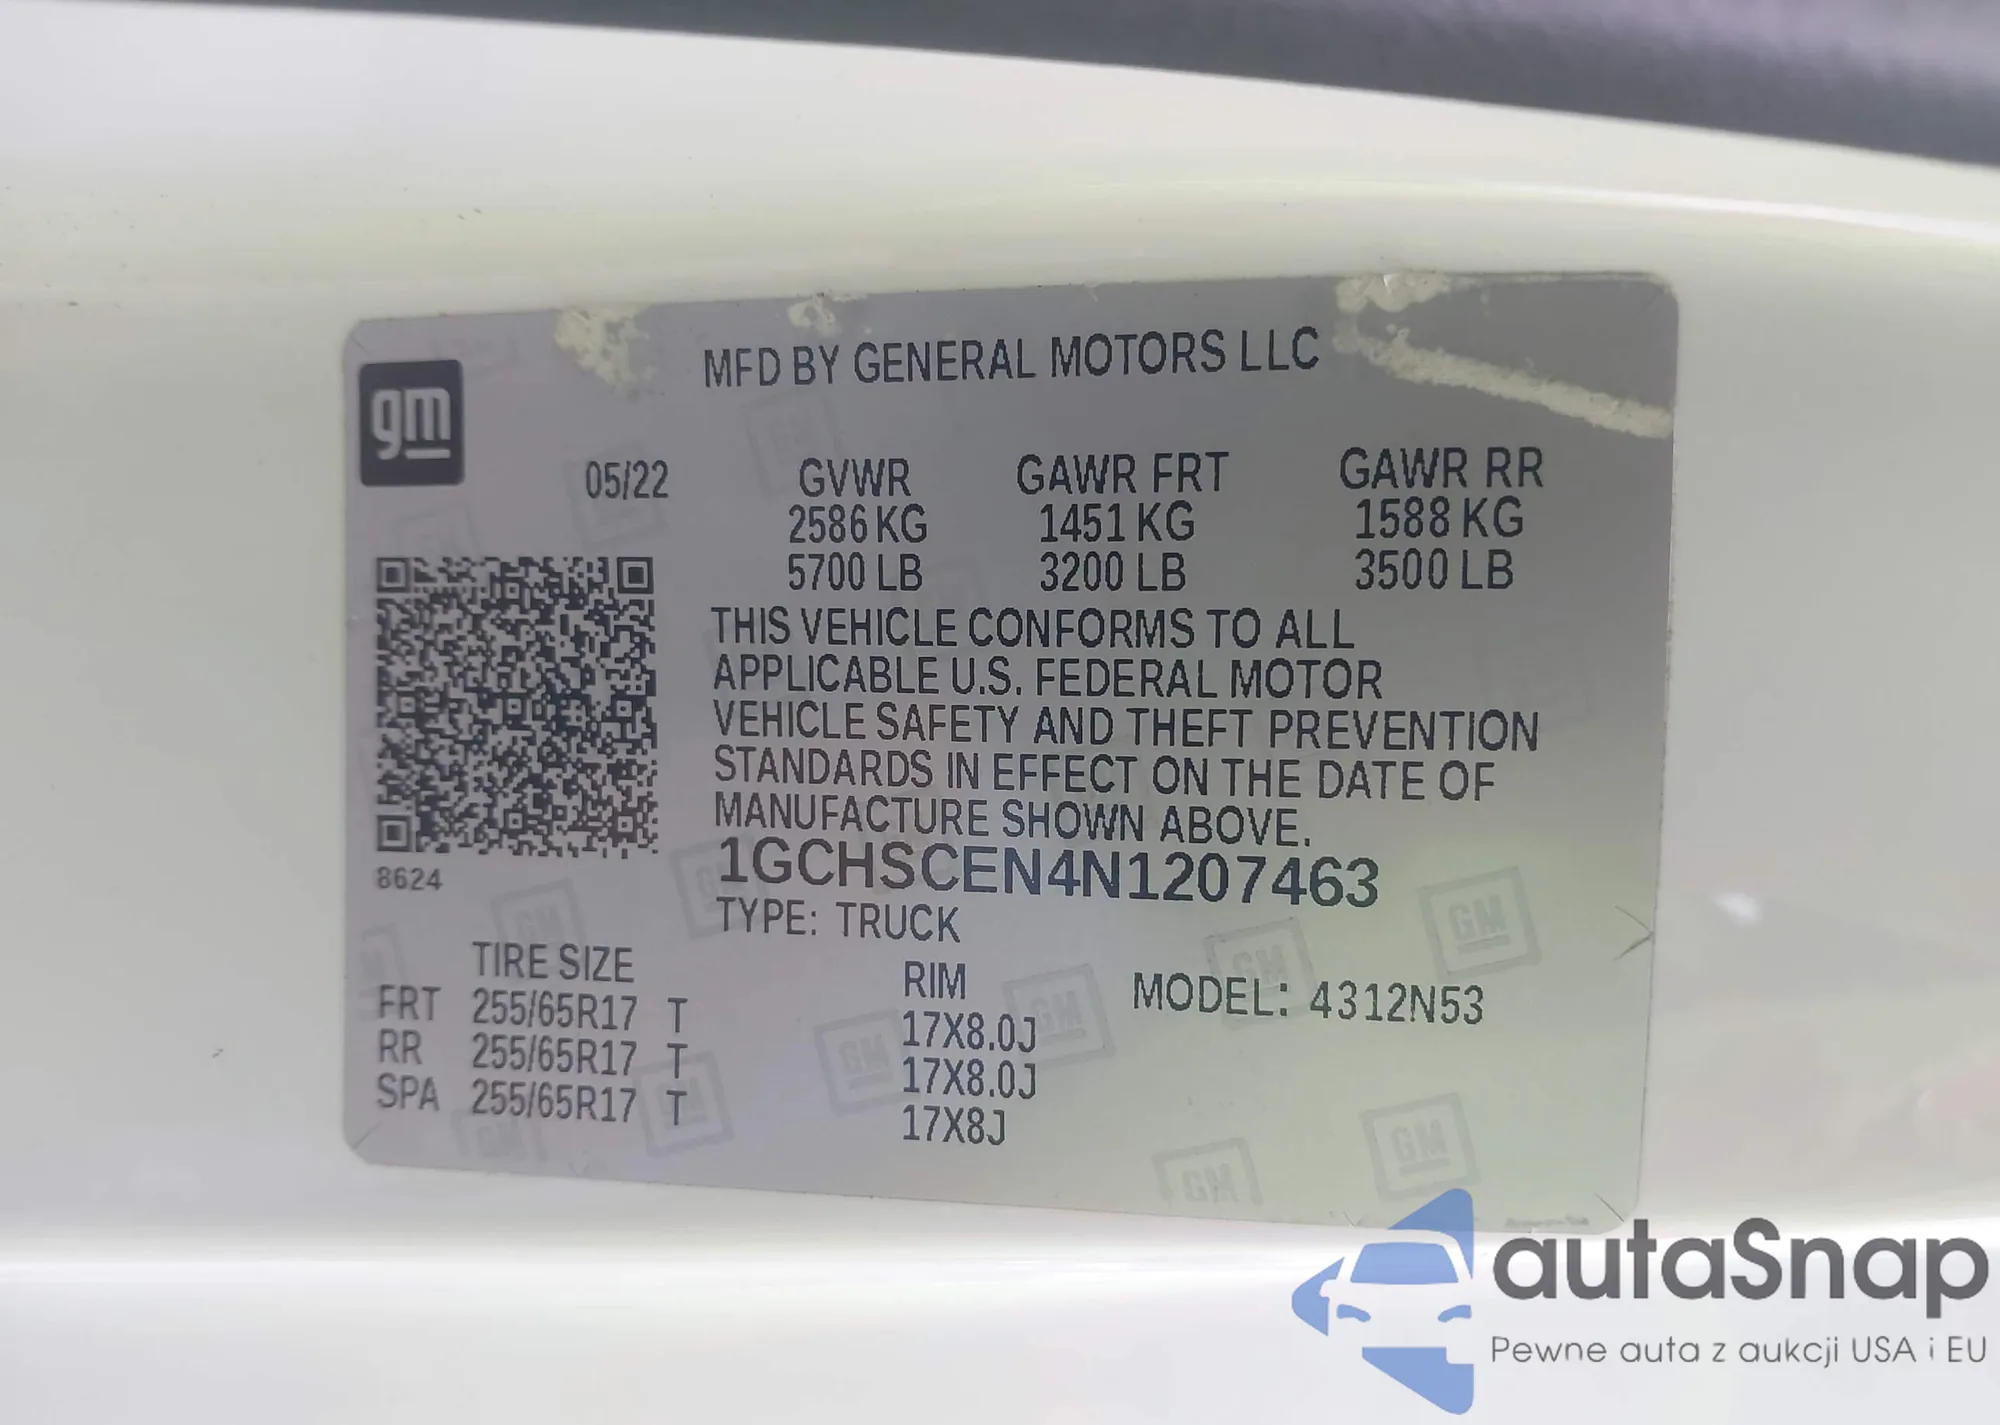 MFD BY GENERAL MOTORS LLC
gm
05/22 GVWR GAWR FRT GAWR RR
2586 KG 1451 KG 1588 KG
5700 LB 3200 LB 3500 LB
THIS VEHICLE CONFORMS TO ALL
APPLICABLE U.S. FEDERAL MOTOR
VEHICLE SAFETY AND THEFT PREVENTION
STANDARDS IN EFFECT ON THE DATE OF
MANUFACTURE SHOWN ABOVE.
8624
1GCHSCEN4N1207463
TYPE: TRUCK
TIRE SIZE RIM MODEL: 4312N53
FRT 255/65R17 T 17X8.0J
RR 255/65R17 T 17X8.0J
SPA 255/65R17 T 17X8J
autaSnap
Pewne auta z aukcji USA i EU